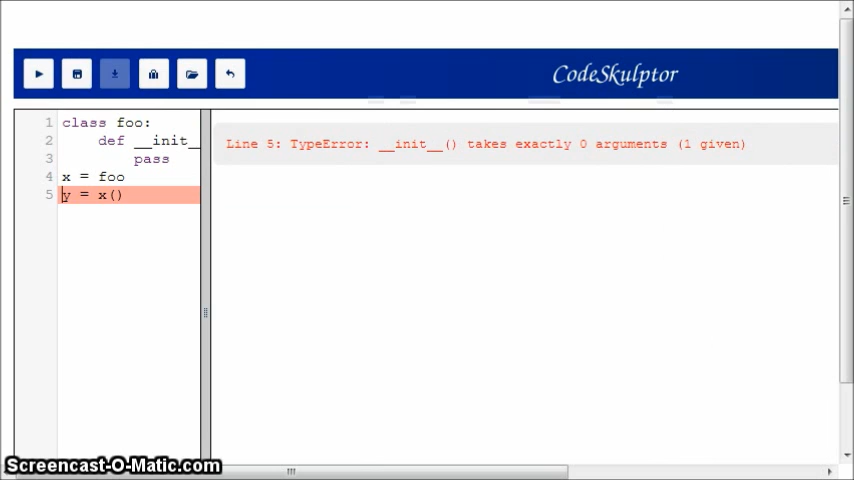 CodeSkulptor
1 class foo:
2     def __init_
3         pass
4 x = foo
5 y = x()
Line 5: TypeError: __init__() takes exactly 0 arguments (1 given)
Screencast-O-Matic.com